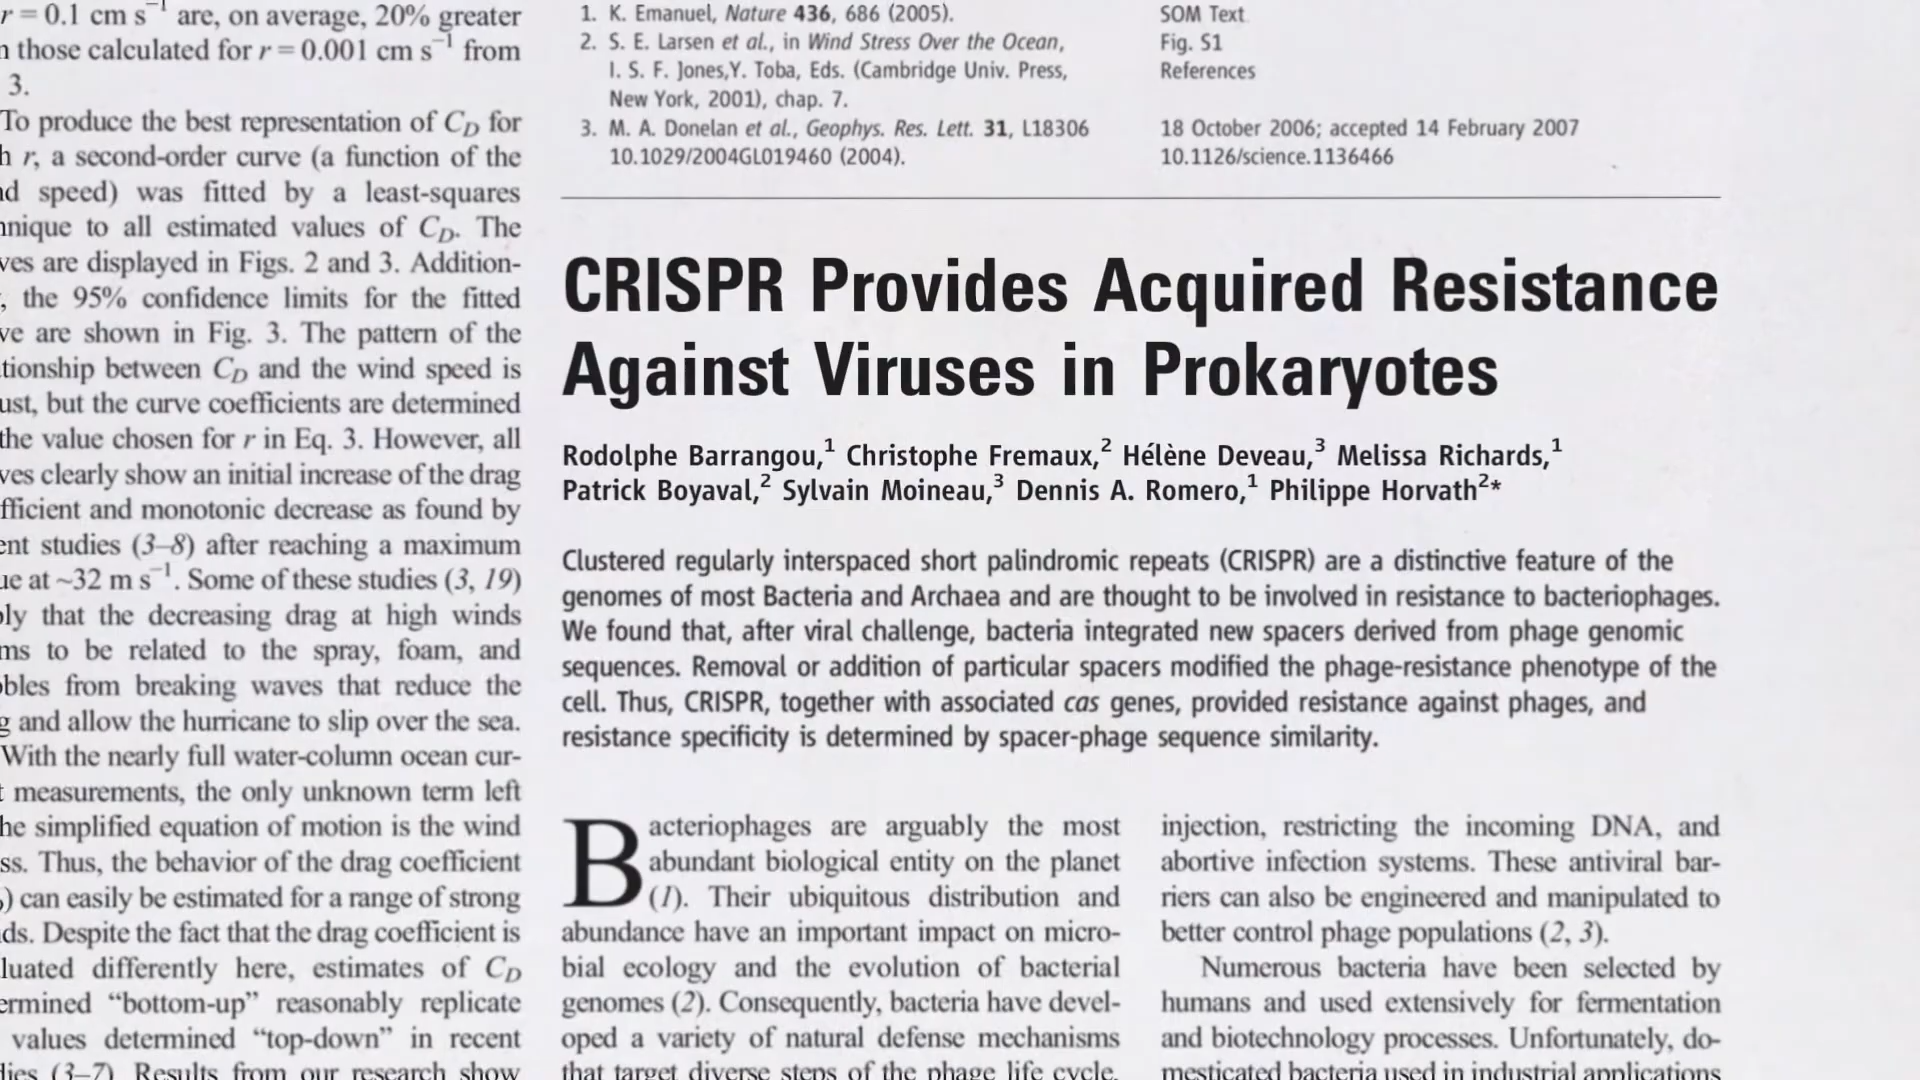 r = 0.1 cm s⁻¹ are, on average, 20% greater
those calculated for r = 0.001 cm s⁻¹ from
3.
To produce the best representation of C_D for
r, a second-order curve (a function of the
speed) was fitted by a least-squares
to all estimated values of C_D. The
are displayed in Figs. 2 and 3. Addition-
, the 95% confidence limits for the fitted
are shown in Fig. 3. The pattern of the
between C_D and the wind speed is
but the curve coefficients are determined
the value chosen for r in Eq. 3. However, all
clearly show an initial increase of the drag
and monotonic decrease as found by
studies (3–8) after reaching a maximum
at ~32 m s⁻¹. Some of these studies (3, 19)
that the decreasing drag at high winds
to be related to the spray, foam, and
from breaking waves that reduce the
and allow the hurricane to slip over the sea.
With the nearly full water-column ocean cur-
measurements, the only unknown term left
simplified equation of motion is the wind
Thus, the behavior of the drag coefficient
) can easily be estimated for a range of strong
Despite the fact that the drag coefficient is
differently here, estimates of C_D
“bottom-up” reasonably replicate
values determined “top-down” in recent
(3–7). Results from our research show
1. K. Emanuel, Nature 436, 686 (2005).
2. S. E. Larsen et al., in Wind Stress Over the Ocean,
I. S. F. Jones,Y. Toba, Eds. (Cambridge Univ. Press,
New York, 2001), chap. 7.
3. M. A. Donelan et al., Geophys. Res. Lett. 31, L18306
10.1029/2004GL019460 (2004).
SOM Text
Fig. S1
References
18 October 2006; accepted 14 February 2007
10.1126/science.1136466
CRISPR Provides Acquired Resistance
Against Viruses in Prokaryotes
Rodolphe Barrangou,¹ Christophe Fremaux,² Hélène Deveau,³ Melissa Richards,¹
Patrick Boyaval,² Sylvain Moineau,³ Dennis A. Romero,¹ Philippe Horvath²*
Clustered regularly interspaced short palindromic repeats (CRISPR) are a distinctive feature of the
genomes of most Bacteria and Archaea and are thought to be involved in resistance to bacteriophages.
We found that, after viral challenge, bacteria integrated new spacers derived from phage genomic
sequences. Removal or addition of particular spacers modified the phage-resistance phenotype of the
cell. Thus, CRISPR, together with associated cas genes, provided resistance against phages, and
resistance specificity is determined by spacer-phage sequence similarity.
Bacteriophages are arguably the most
abundant biological entity on the planet
(1). Their ubiquitous distribution and
abundance have an important impact on micro-
bial ecology and the evolution of bacterial
genomes (2). Consequently, bacteria have devel-
oped a variety of natural defense mechanisms
that target diverse steps of the phage life cycle,
injection, restricting the incoming DNA, and
abortive infection systems. These antiviral bar-
riers can also be engineered and manipulated to
better control phage populations (2, 3).
Numerous bacteria have been selected by
humans and used extensively for fermentation
and biotechnology processes. Unfortunately, do-
mesticated bacteria used in industrial applications